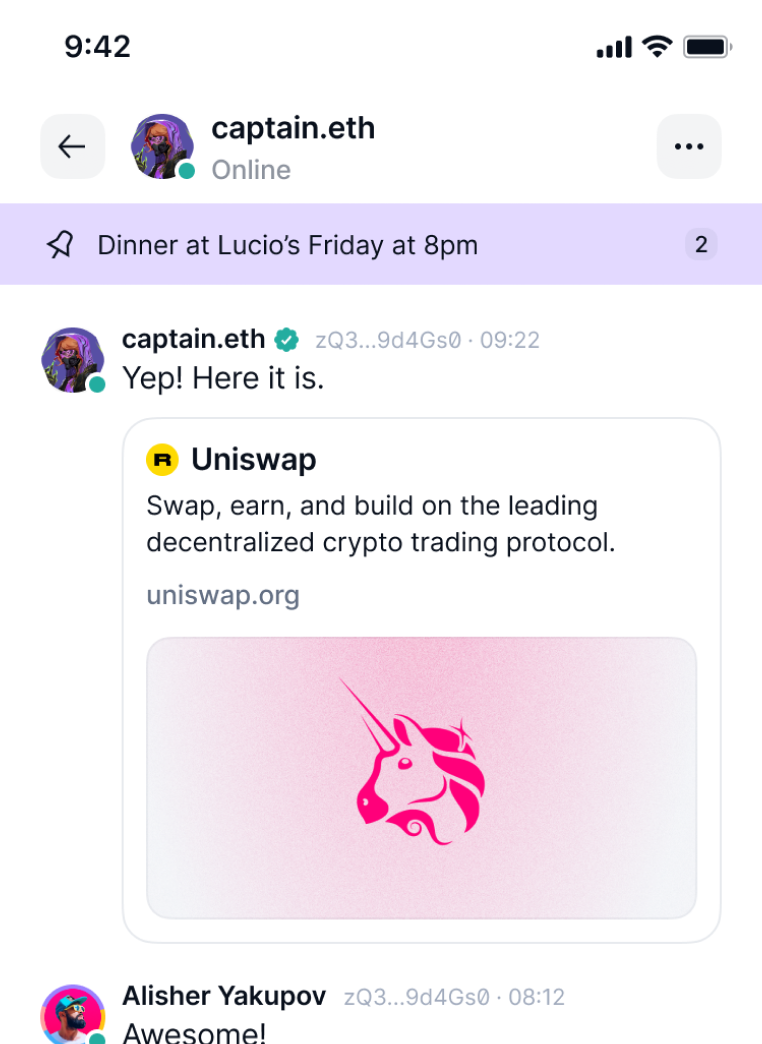 9:42
captain.eth
Online
Dinner at Lucio’s Friday at 8pm
2
captain.eth zQ3...9d4Gs0 · 09:22
Yep! Here it is.
R Uniswap
Swap, earn, and build on the leading
decentralized crypto trading protocol.
uniswap.org
Alisher Yakupov zQ3...9d4Gs0 · 08:12
Awesome!